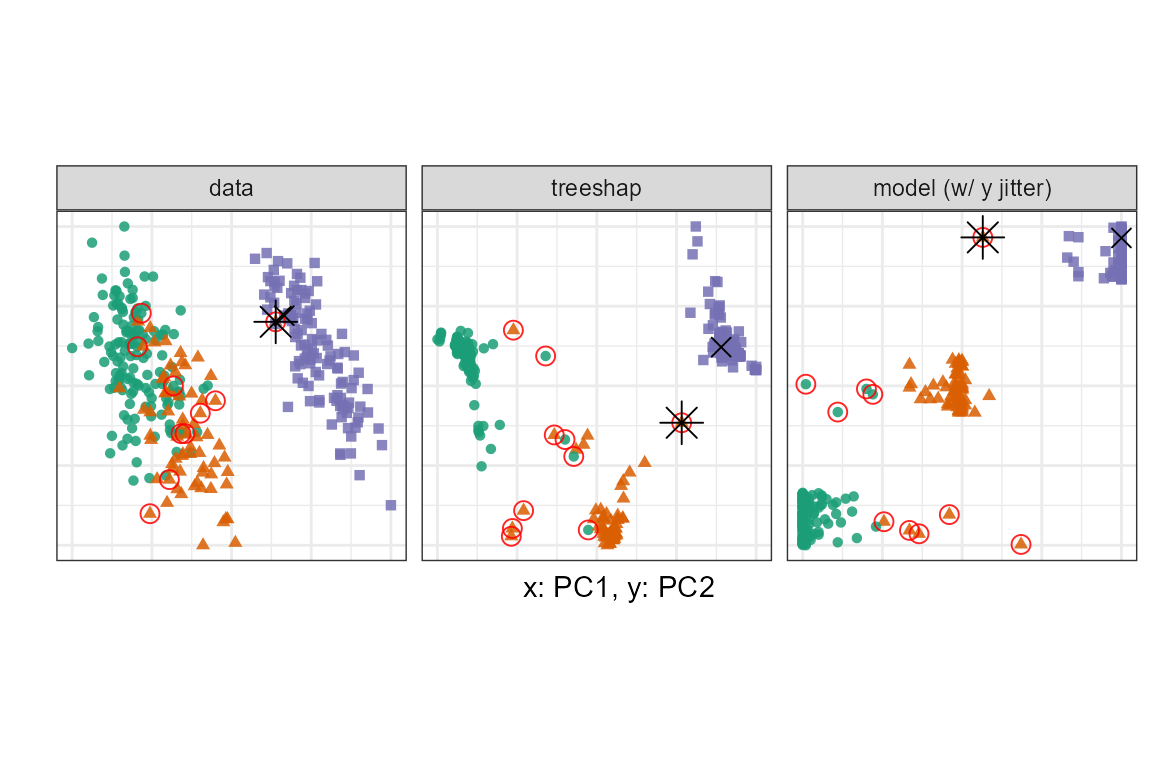 data
treeshap
model (w/ y jitter)
x: PC1, y: PC2